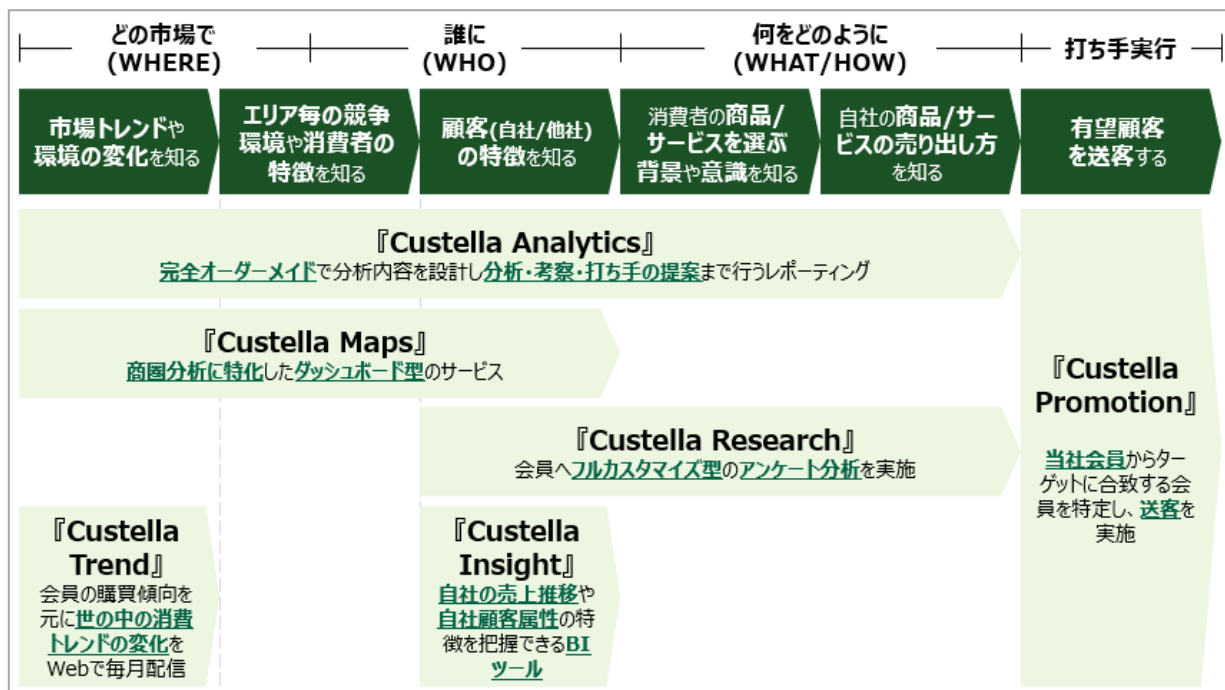 どの市場で
(WHERE)
誰に
(WHO)
何をどのように
(WHAT/HOW)
打ち手実行
市場トレンドや
環境の変化を知る
エリア毎の競争
環境や消費者の
特徴を知る
顧客(自社/他社)
の特徴を知る
消費者の商品/
サービスを選ぶ
背景や意識を知る
自社の商品/サー
ビスの売り出し方
を知る
有望顧客
を送客する
『Custella Analytics』
完全オーダーメイドで分析内容を設計し分析・考察・打ち手の提案まで行うレポーティング
『Custella Maps』
商圏分析に特化したダッシュボード型のサービス
『Custella Research』
会員へフルカスタマイズ型のアンケート分析を実施
『Custella
Trend』
会員の購買傾向を
元に世の中の消費
トレンドの変化を
Webで毎月配信
『Custella
Insight』
自社の売上推移や
自社顧客属性の特
徴を把握できるBI
ツール
『Custella
Promotion』
当社会員からター
ゲットに合致する会
員を特定し、送客を
実施